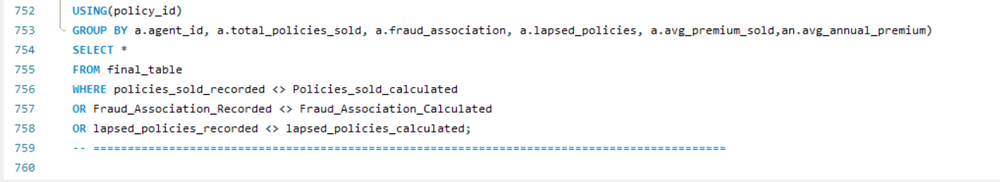 752 USING(policy_id)
753 GROUP BY a.agent_id, a.total_policies_sold, a.fraud_association, a.lapsed_policies, a.avg_premium_sold,an.avg_annual_premium)
754 SELECT *
755 FROM final_table
756 WHERE policies_sold_recorded <> Policies_sold_calculated
757 OR Fraud_Association_Recorded <> Fraud_Association_Calculated
758 OR lapsed_policies_recorded <> lapsed_policies_calculated;
759 -- ============================================================================================
760